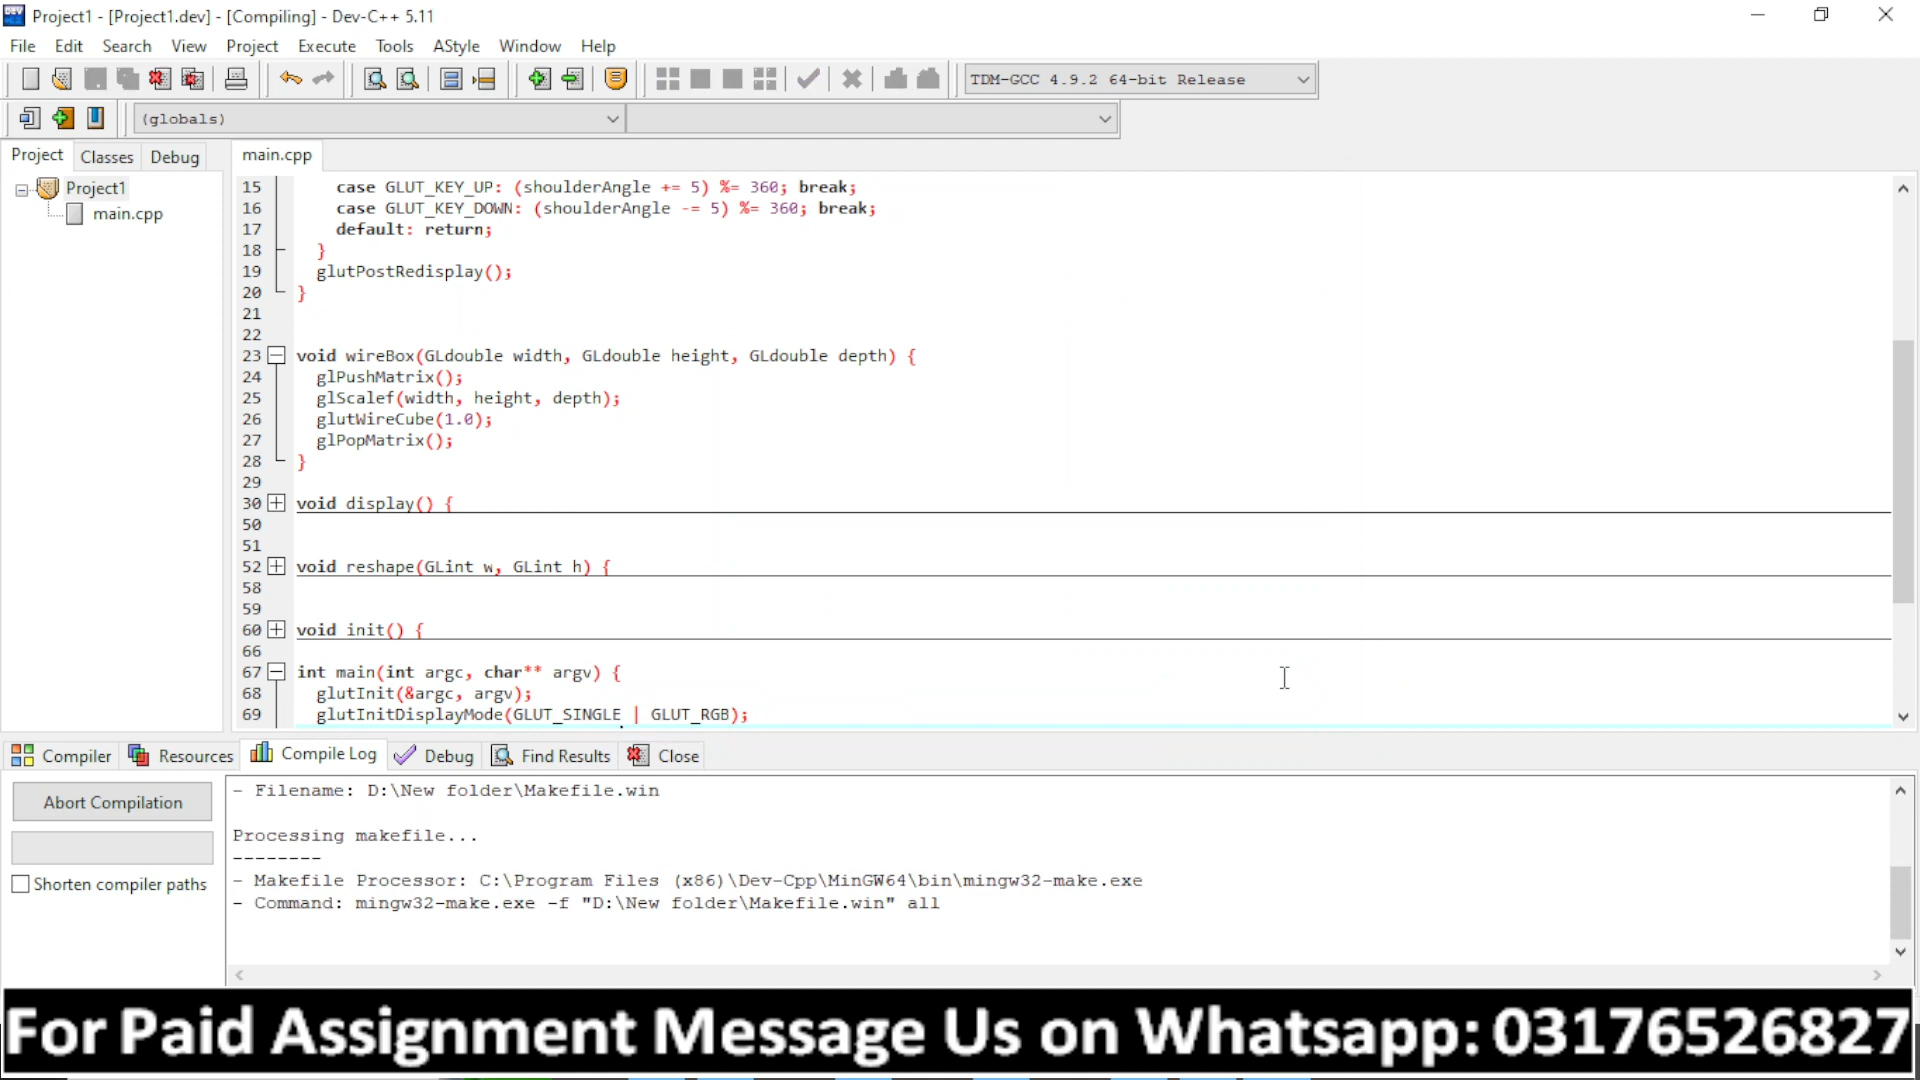 Project1 - [Project1.dev] - [Compiling] - Dev-C++ 5.11
File Edit Search View Project Execute Tools AStyle Window Help
TDM-GCC 4.9.2 64-bit Release
(globals)
Project Classes Debug main.cpp
Project1
main.cpp
15 case GLUT_KEY_UP: (shoulderAngle += 5) %= 360; break;
16 case GLUT_KEY_DOWN: (shoulderAngle -= 5) %= 360; break;
17 default: return;
18 }
19 glutPostRedisplay();
20 }
21
22
23 void wireBox(GLdouble width, GLdouble height, GLdouble depth) {
24 glPushMatrix();
25 glScalef(width, height, depth);
26 glutWireCube(1.0);
27 glPopMatrix();
28 }
29
30 void display() {
50
51
52 void reshape(GLint w, GLint h) {
58
59
60 void init() {
66
67 int main(int argc, char** argv) {
68 glutInit(&argc, argv);
69 glutInitDisplayMode(GLUT_SINGLE | GLUT_RGB);
Compiler Resources Compile Log Debug Find Results Close
Abort Compilation
Shorten compiler paths
- Filename: D:\New folder\Makefile.win
Processing makefile...
--------
- Makefile Processor: C:\Program Files (x86)\Dev-Cpp\MinGW64\bin\mingw32-make.exe
- Command: mingw32-make.exe -f "D:\New folder\Makefile.win" all
For Paid Assignment Message Us on Whatsapp: 03176526827